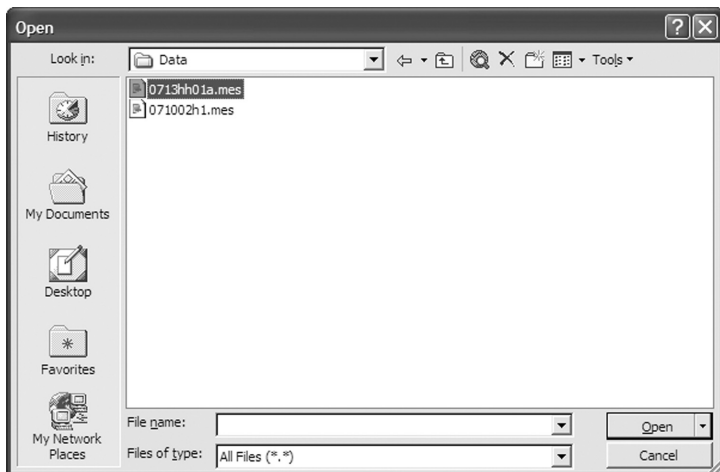 Open
Look in:
Data
Tools
0713hh01a.mes
071002h1.mes
History
My Documents
Desktop
Favorites
My Network
Places
File name:
Open
Files of type:
All Files (*.*)
Cancel